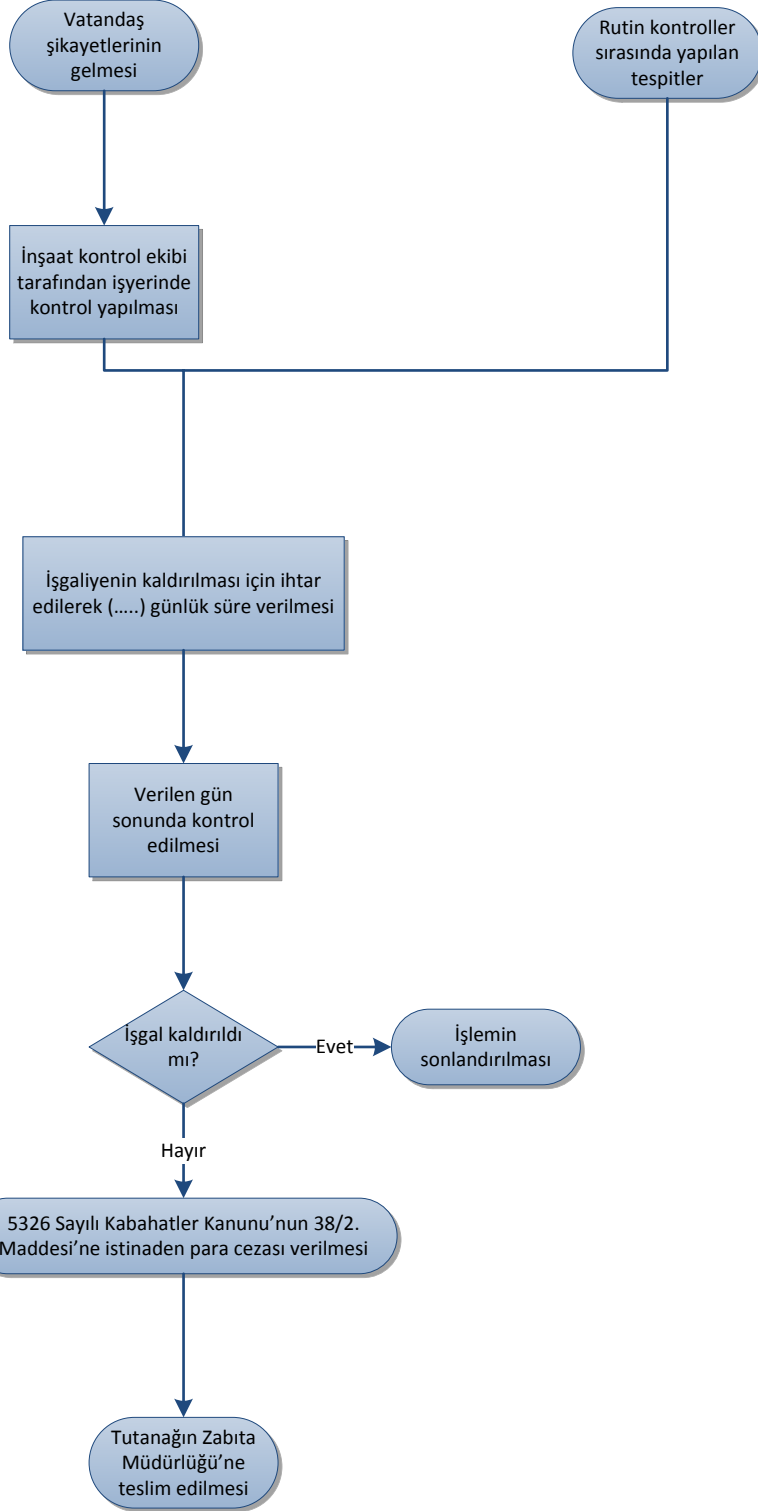 Vatandaş
şikayetlerinin
gelmesi
Rutin kontroller
sırasında yapılan
tespitler
İnşaat kontrol ekibi
tarafından işyerinde
kontrol yapılması
İşgaliyenin kaldırılması için ihtar
edilerek (.....) günlük süre verilmesi
Verilen gün
sonunda kontrol
edilmesi
İşgal kaldırıldı
mı?
Evet
İşlemin
sonlandırılması
Hayır
5326 Sayılı Kabahatler Kanunu’nun 38/2.
Maddesi’ne istinaden para cezası verilmesi
Tutanağın Zabıta
Müdürlüğü’ne
teslim edilmesi